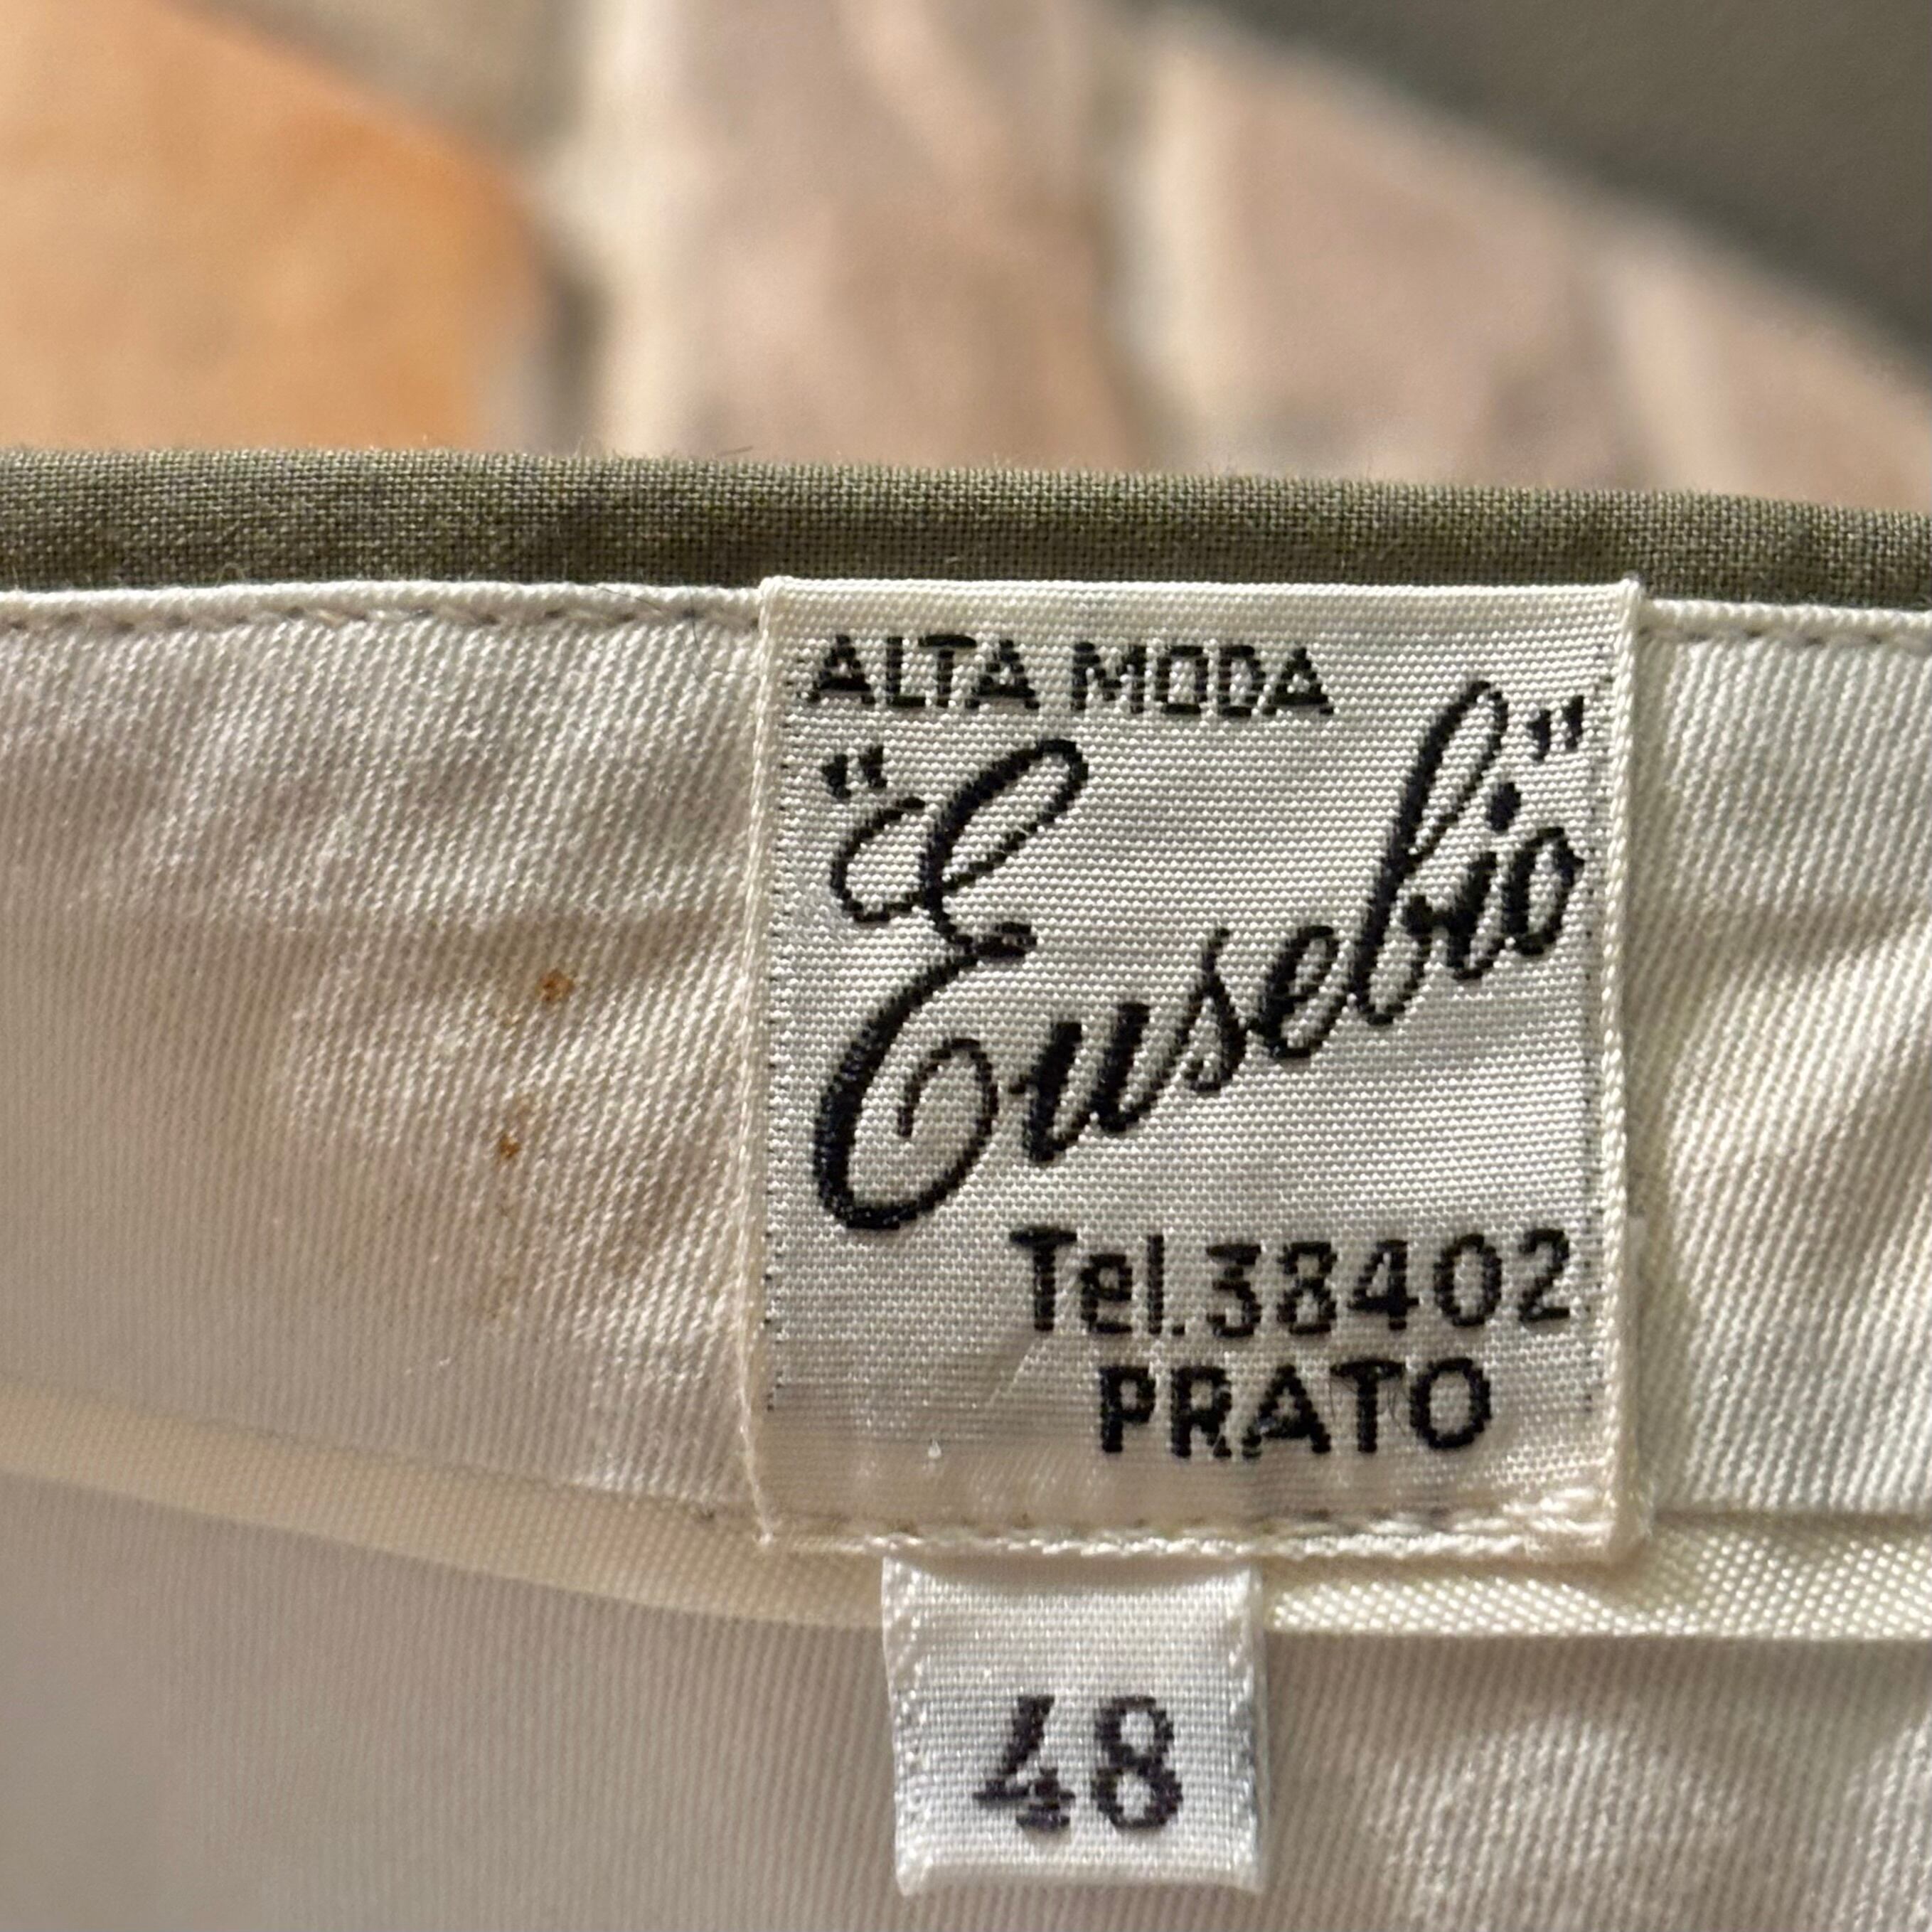 ALTA MODA
"Eusebio"
Tel.38402
PRATO
48